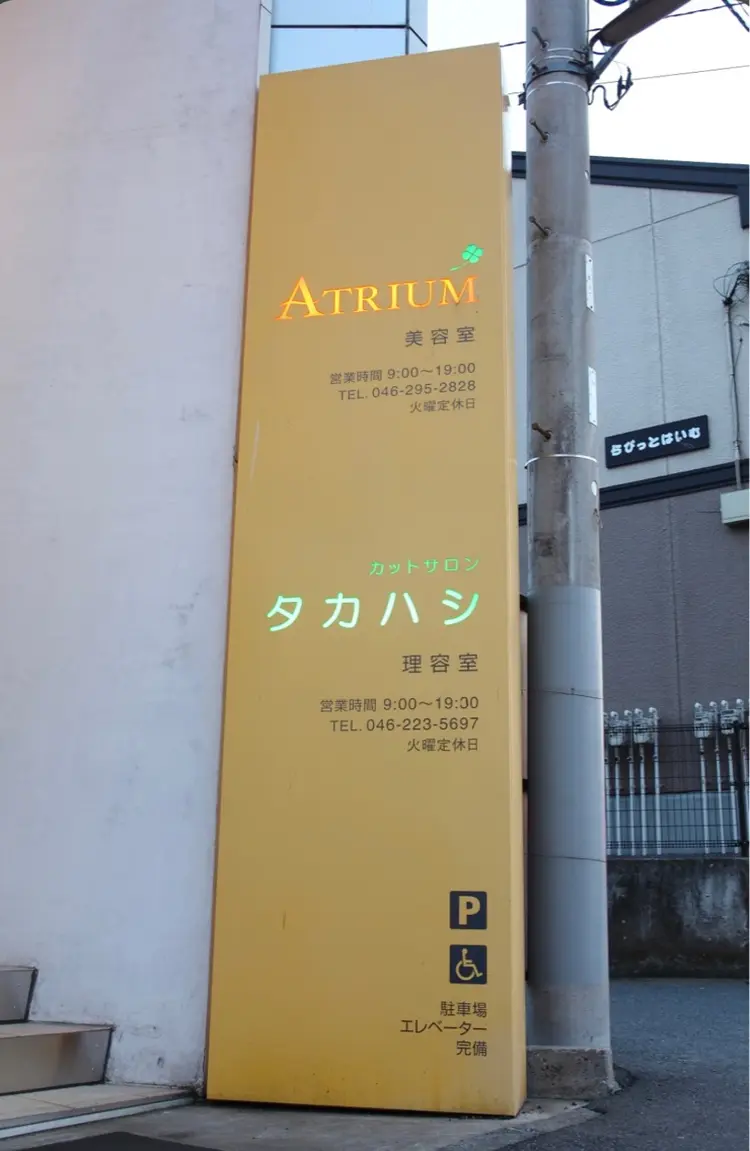 ATRIUM
美容室
営業時間 9:00〜19:00
TEL. 046-295-2828
火曜定休日
カットサロン
タカハシ
理容室
営業時間 9:00〜19:30
TEL. 046-223-5697
火曜定休日
P
駐車場
エレベーター
完備
らびっとはいむ